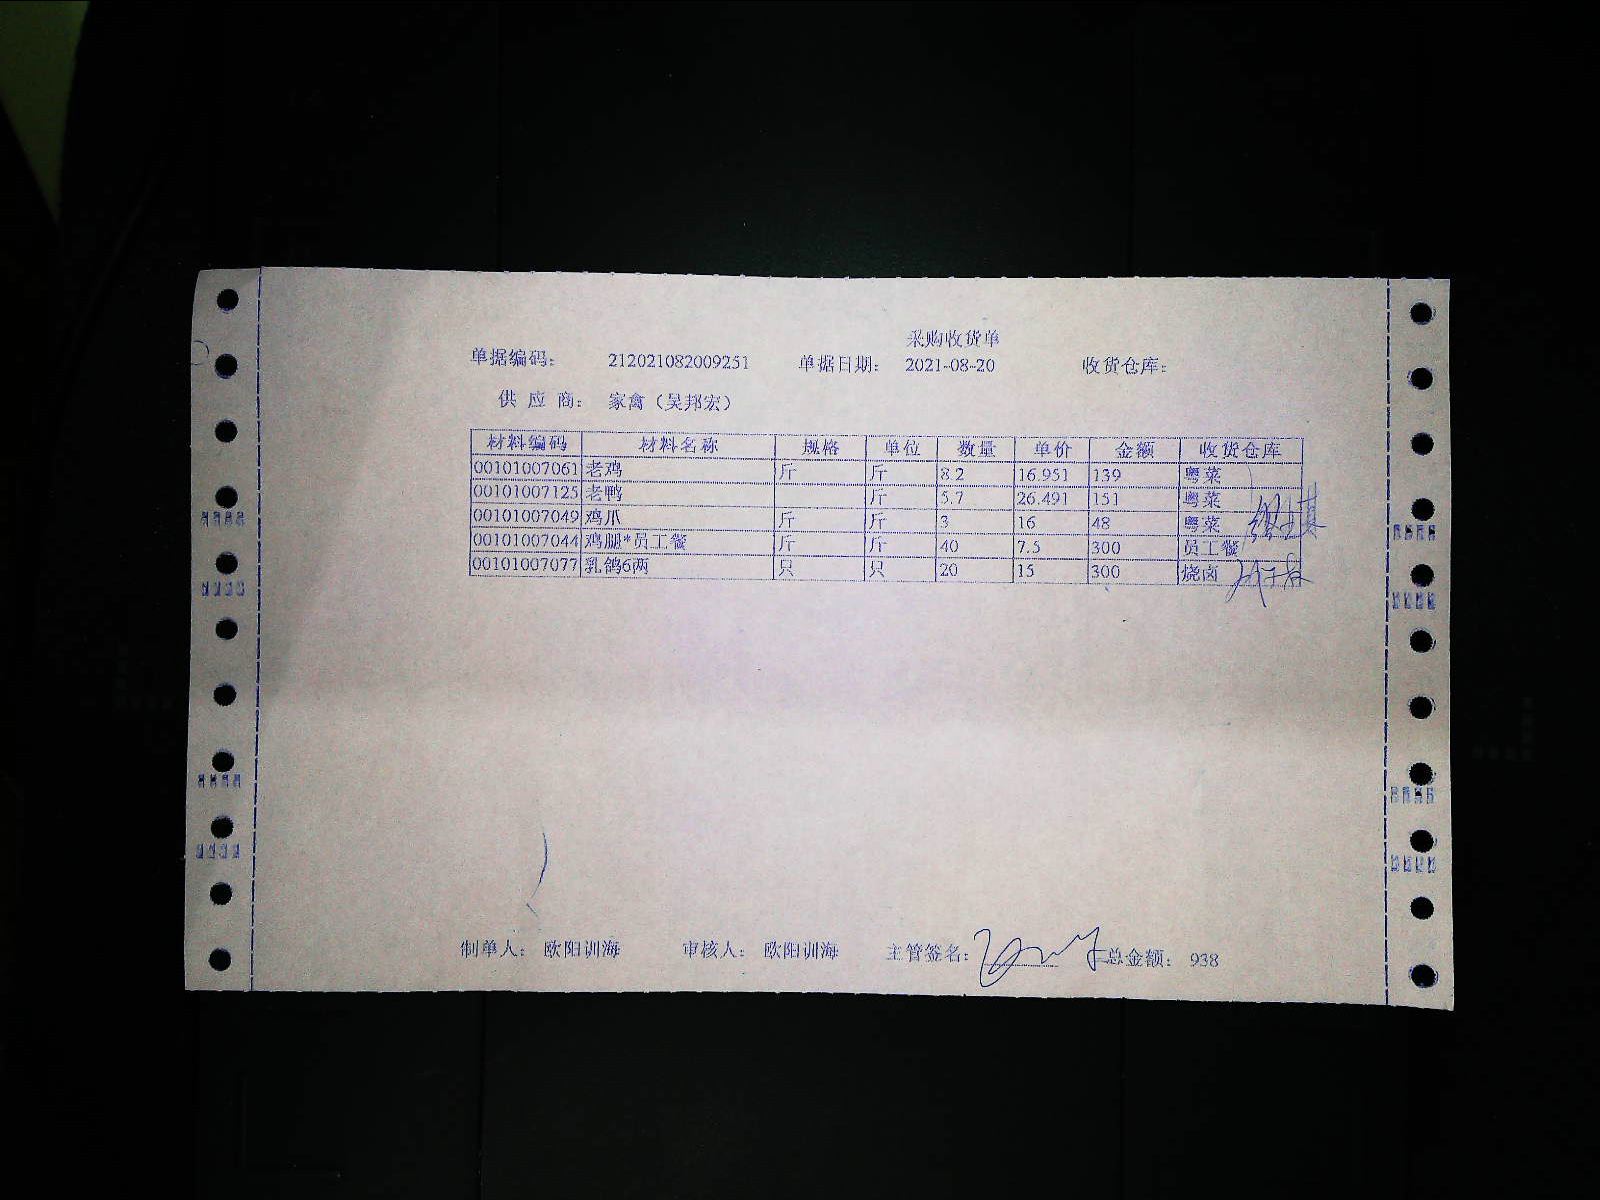 采购收货单
单据编码： 212021082009251 单据日期： 2021-08-20 收货仓库：
供 应 商： 家禽（吴邦宏）
材料编码 材料名称 规格 单位 数量 单价 金额 收货仓库
00101007061 老鸡 斤 斤 8.2 16.951 139 粤菜
00101007125 老鸭 斤 5.7 26.491 151 粤菜
00101007049 鸡爪 斤 斤 3 16 48 粤菜
00101007044 鸡腿*员工餐 斤 斤 40 7.5 300 员工餐
00101007077 乳鸽6两 只 只 20 15 300 烧卤
制单人： 欧阳训海 审核人： 欧阳训海 主管签名： 总金额： 938